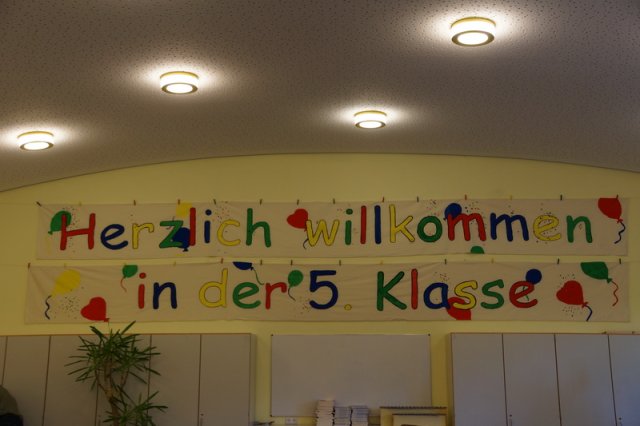 Herzlich willkommen
in der 5. Klasse